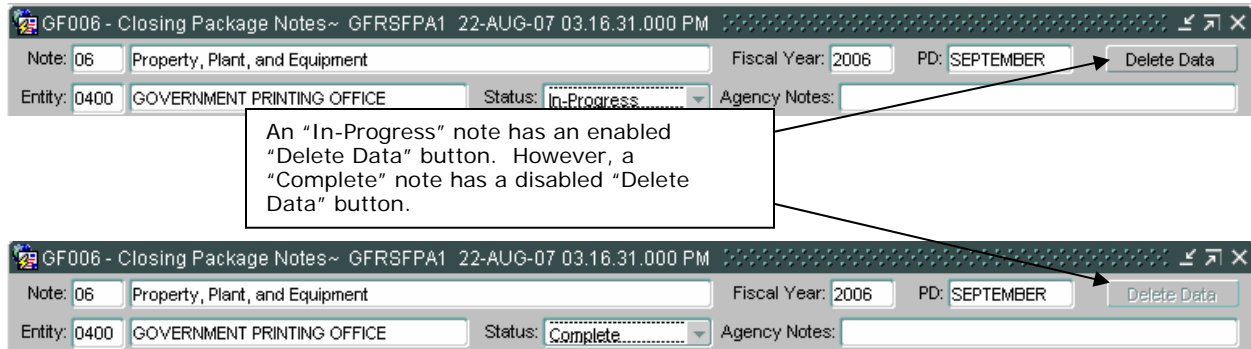 GF006 - Closing Package Notes~ GFRSFPA1 22-AUG-07 03.16.31.000 PM
Note: 06 Property, Plant, and Equipment Fiscal Year: 2006 PD: SEPTEMBER Delete Data
Entity: 0400 GOVERNMENT PRINTING OFFICE Status: In-Progress Agency Notes:
An “In-Progress” note has an enabled
“Delete Data” button. However, a
“Complete” note has a disabled “Delete
Data” button.
GF006 - Closing Package Notes~ GFRSFPA1 22-AUG-07 03.16.31.000 PM
Note: 06 Property, Plant, and Equipment Fiscal Year: 2006 PD: SEPTEMBER Delete Data
Entity: 0400 GOVERNMENT PRINTING OFFICE Status: Complete Agency Notes: